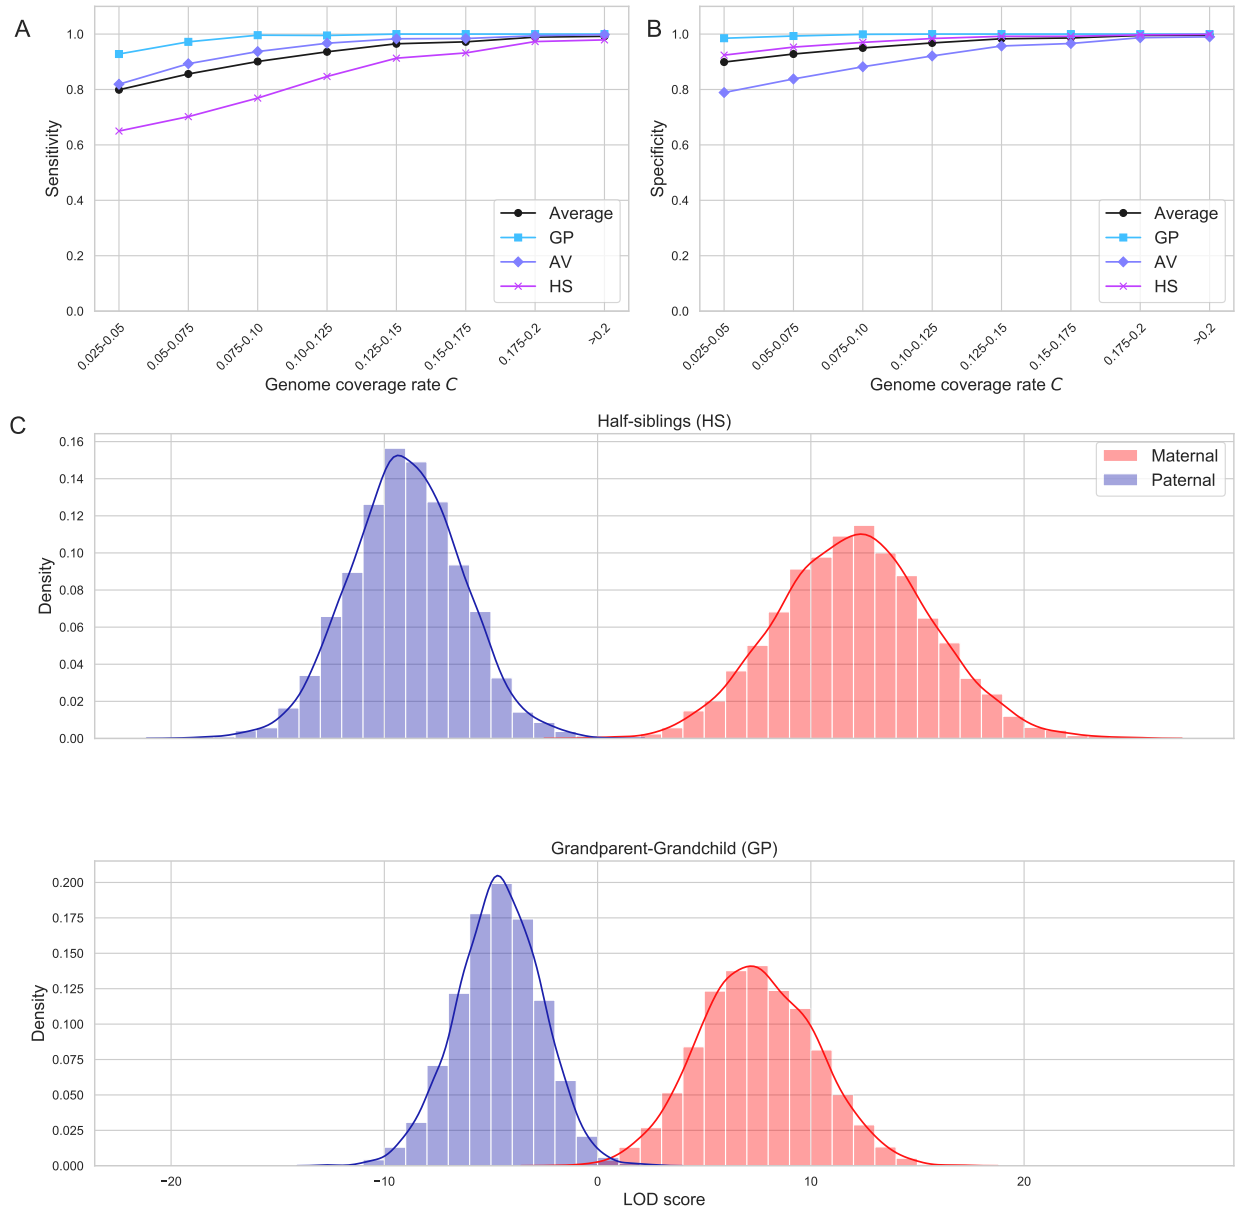 A
1.0
0.8
0.6
0.4
0.2
0.0
Sensitivity
Average
GP
AV
HS
0.025-0.05
0.05-0.075
0.075-0.10
0.10-0.125
0.125-0.15
0.15-0.175
0.175-0.2
>0.2
Genome coverage rate C
B
1.0
0.8
0.6
0.4
0.2
0.0
Specificity
Average
GP
AV
HS
0.025-0.05
0.05-0.075
0.075-0.10
0.10-0.125
0.125-0.15
0.15-0.175
0.175-0.2
>0.2
Genome coverage rate C
C
Half-siblings (HS)
0.16
0.14
0.12
0.10
0.08
0.06
0.04
0.02
0.00
Density
Maternal
Paternal
Grandparent-Grandchild (GP)
0.200
0.175
0.150
0.125
0.100
0.075
0.050
0.025
0.000
Density
−20
−10
0
10
20
LOD score